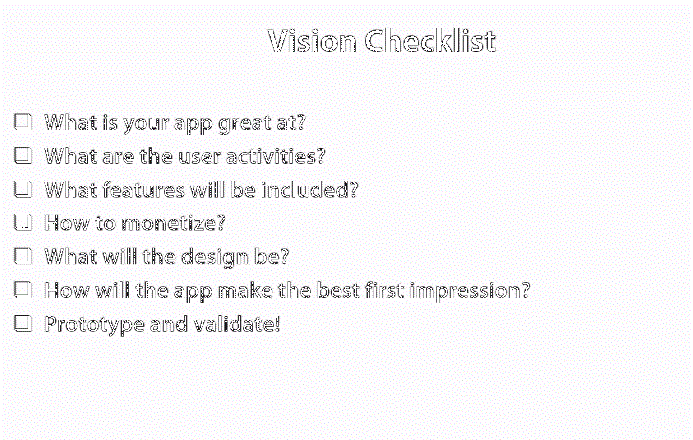 Vision Checklist
What is your app great at?
What are the user activities?
What features will be included?
How to monetize?
What will the design be?
How will the app make the best first impression?
Prototype and validate!